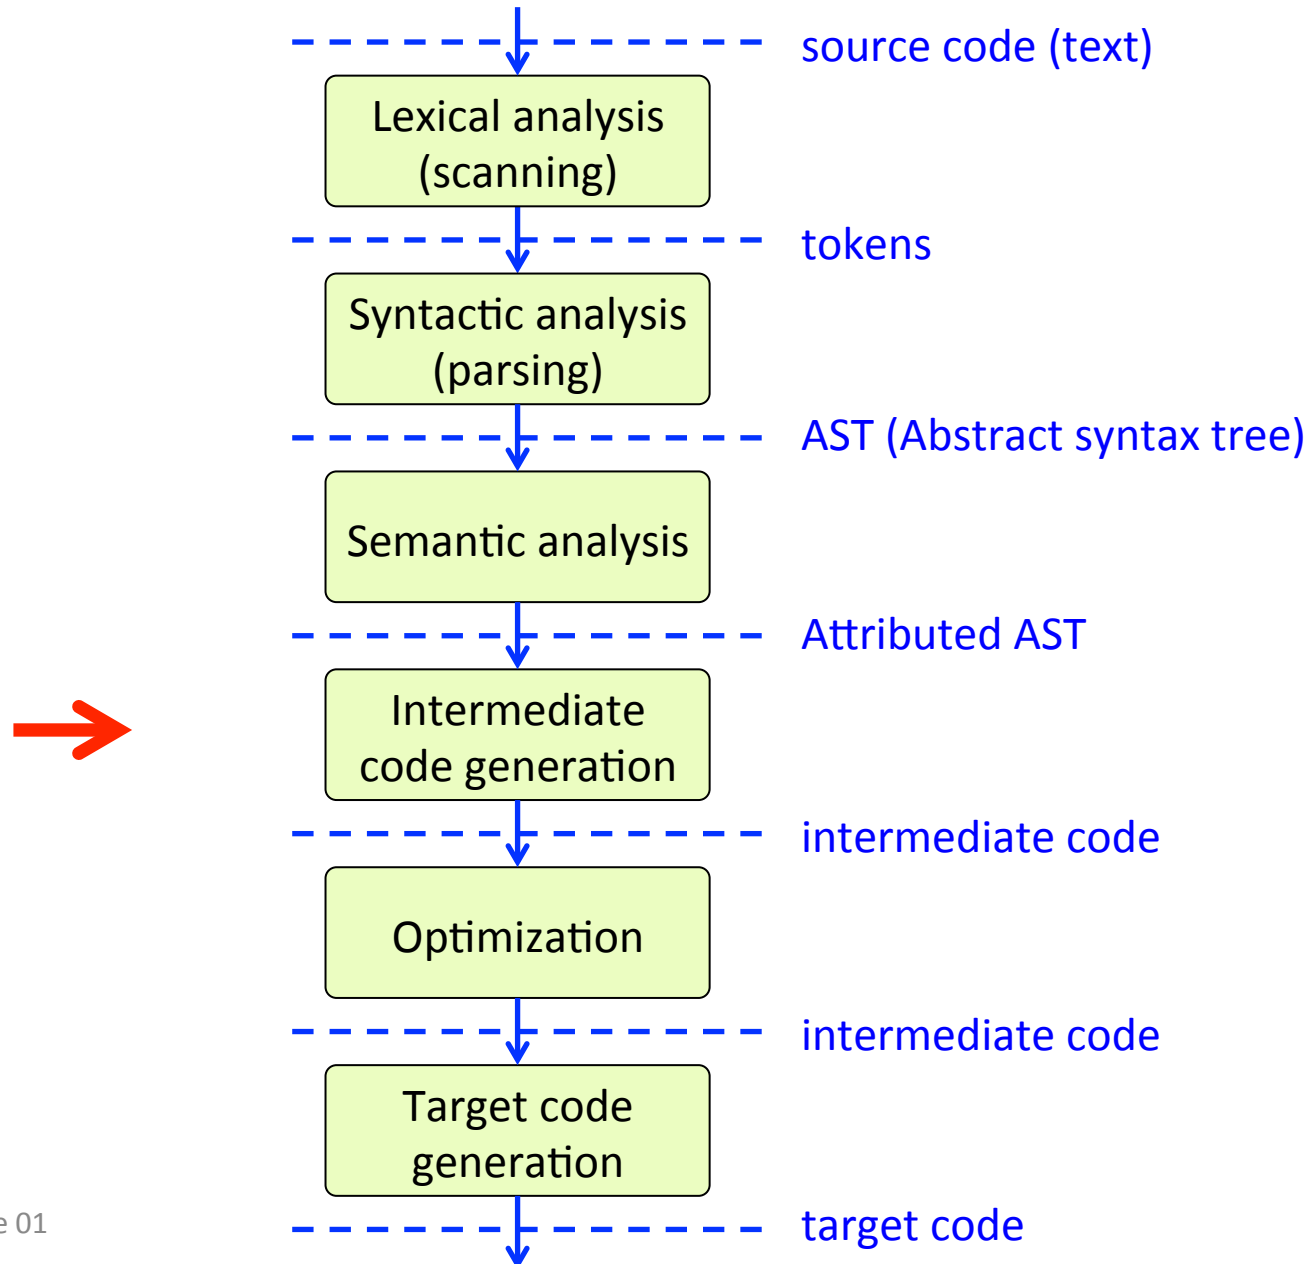 source code (text)
Lexical analysis
(scanning)
tokens
Syntactic analysis
(parsing)
AST (Abstract syntax tree)
Semantic analysis
Attributed AST
Intermediate
code generation
intermediate code
Optimization
intermediate code
Target code
generation
e 01
target code